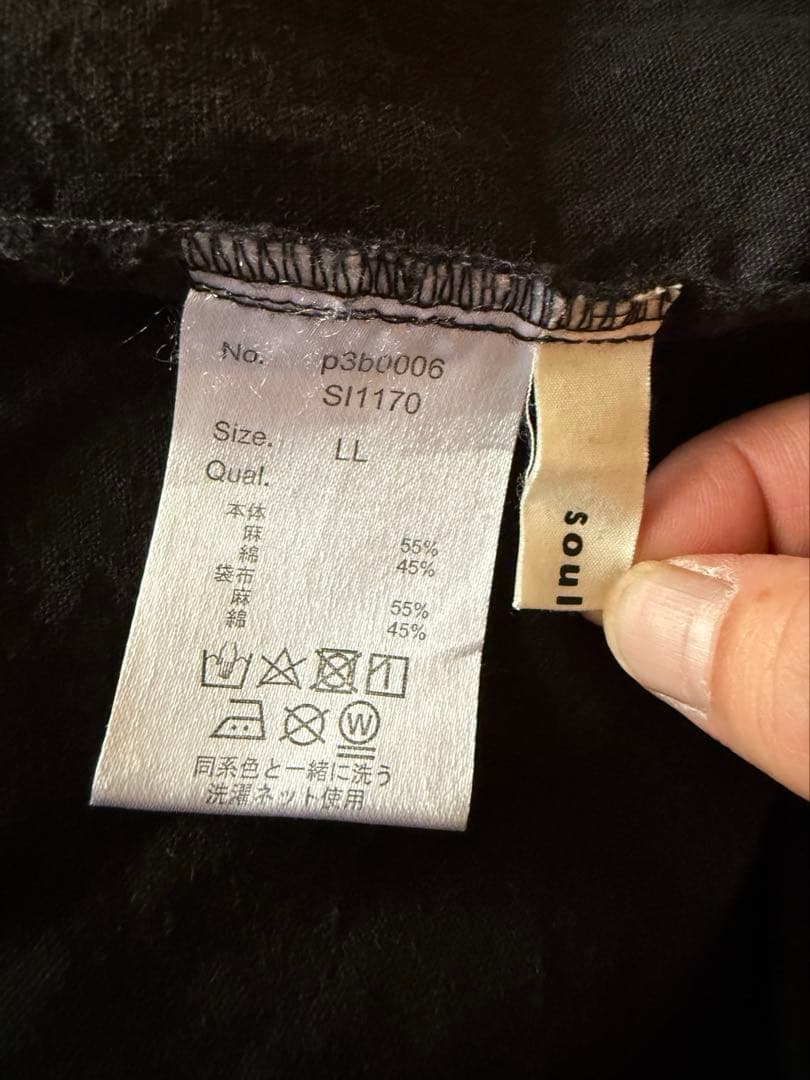 No. p3b0006
SI1170
Size. LL
Qual.
本体
麻 55%
綿 45%
袋布
麻 55%
綿 45%
W
同系色と一緒に洗う
洗濯ネット使用
soul